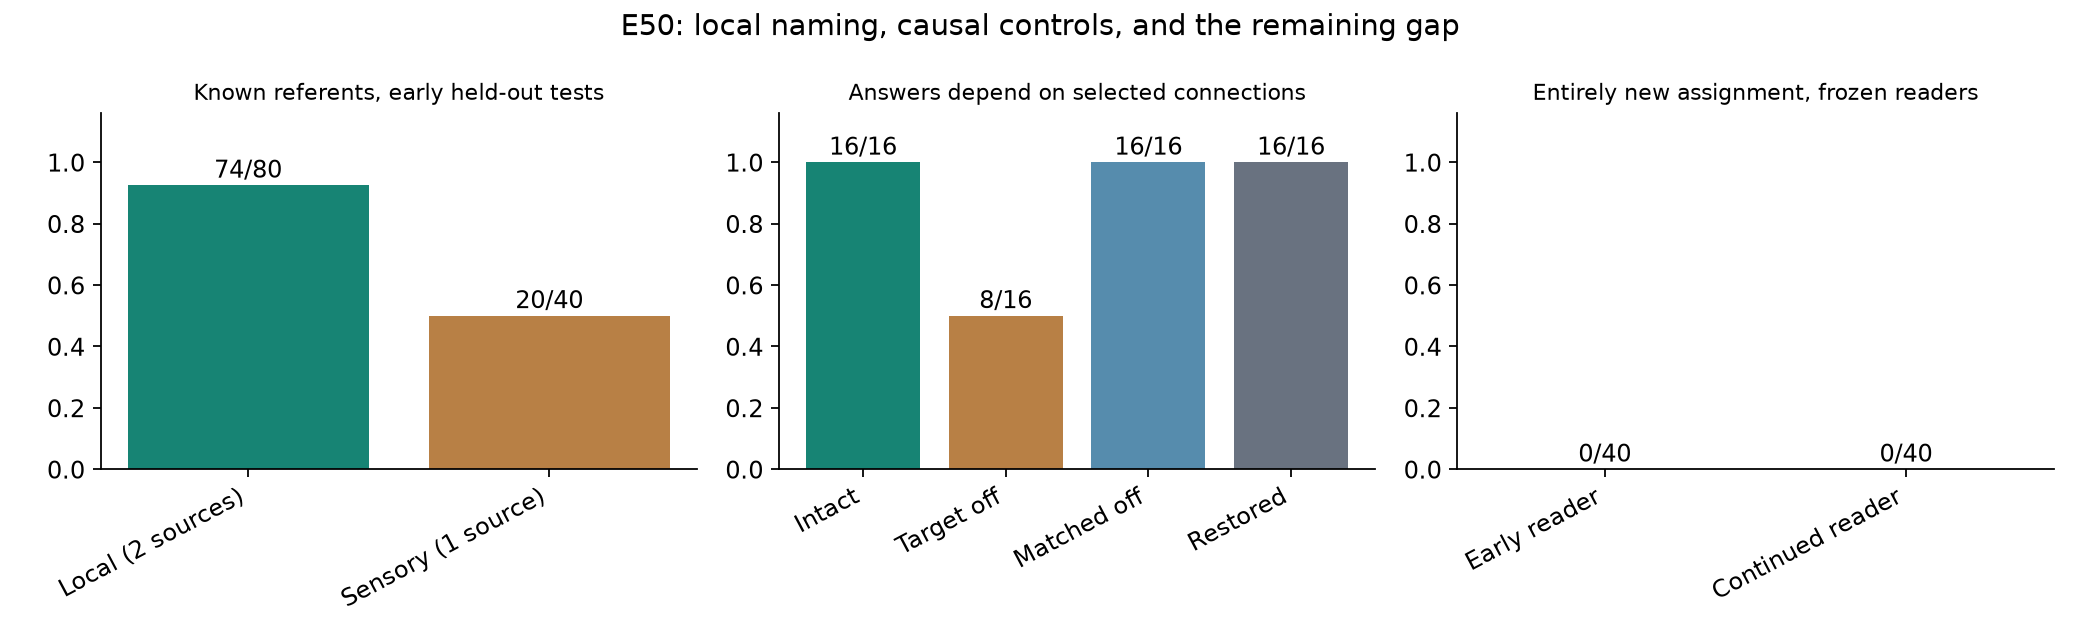 E50: local naming, causal controls, and the remaining gap
Known referents, early held-out tests
1.0
0.8
0.6
0.4
0.2
0.0
74/80
20/40
Local (2 sources)
Sensory (1 source)
Answers depend on selected connections
1.0
0.8
0.6
0.4
0.2
0.0
16/16
8/16
16/16
16/16
Intact
Target off
Matched off
Restored
Entirely new assignment, frozen readers
1.0
0.8
0.6
0.4
0.2
0.0
0/40
0/40
Early reader
Continued reader